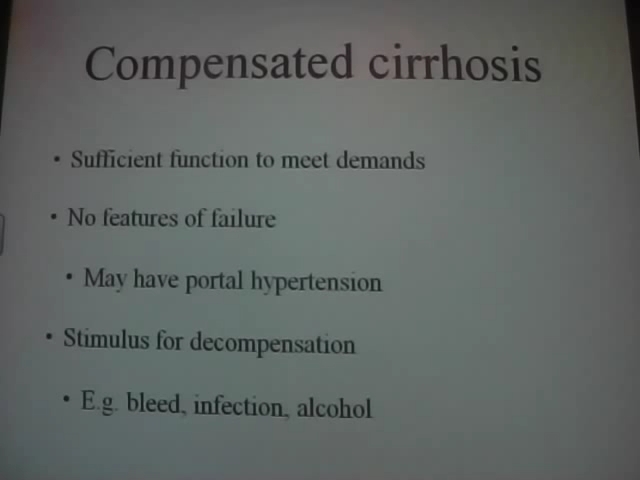 Compensated cirrhosis
• Sufficient function to meet demands
• No features of failure
• May have portal hypertension
• Stimulus for decompensation
• E.g. bleed, infection, alcohol